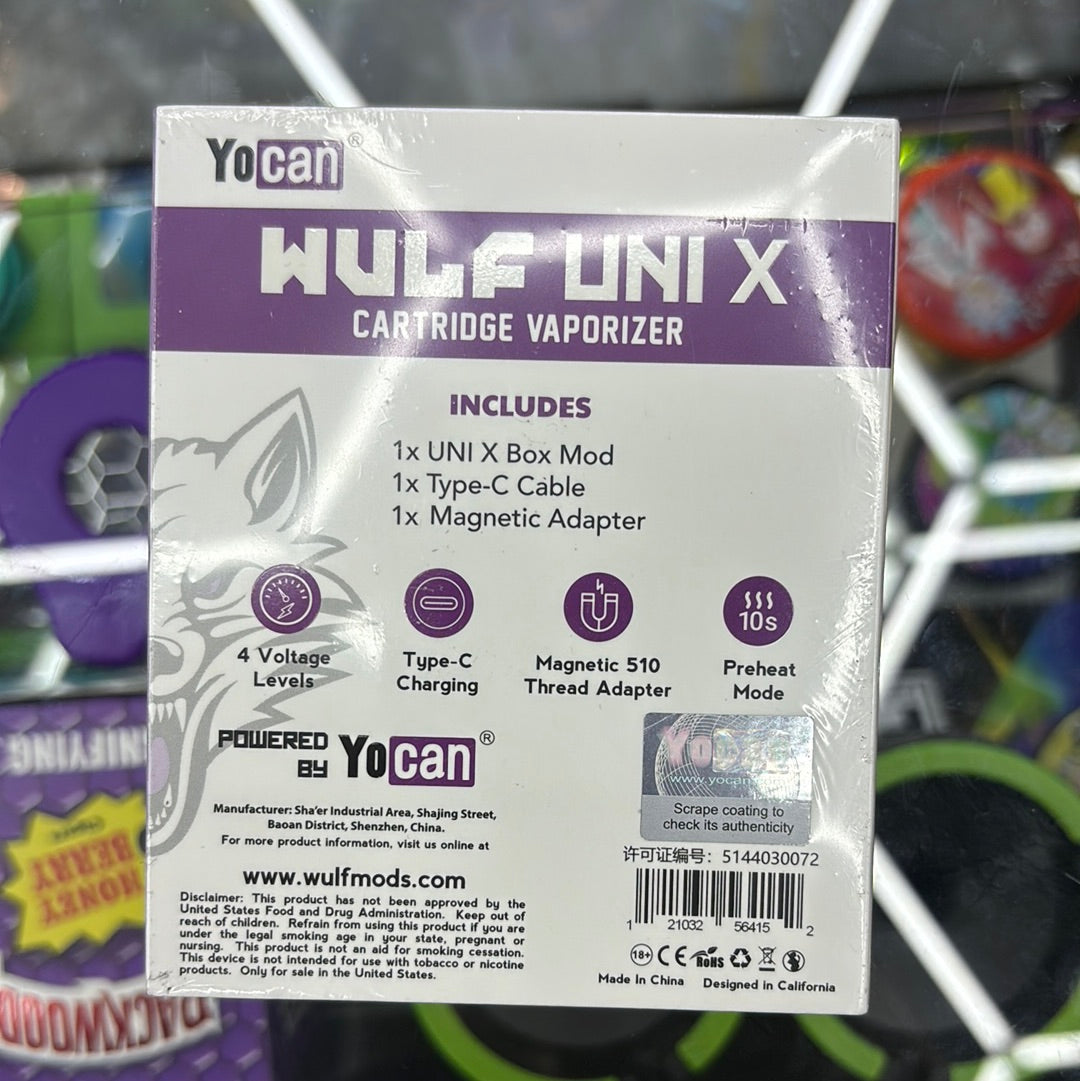 Yocan®
WULF UNI X
CARTRIDGE VAPORIZER
INCLUDES
1x UNI X Box Mod
1x Type-C Cable
1x Magnetic Adapter
10s
4 Voltage
Levels
Type-C
Charging
Magnetic 510
Thread Adapter
Preheat
Mode
POWERED
BY Yocan®
Manufacturer: Sha'er Industrial Area, Shajing Street,
Baoan District, Shenzhen, China.
For more product information, visit us online at
www.wulfmods.com
Disclaimer: This product has not been approved by the
United States Food and Drug Administration. Keep out of
reach of children. Refrain from using this product if you are
under the legal smoking age in your state, pregnant or
nursing. This product is not an aid for smoking cessation.
This device is not intended for use with tobacco or nicotine
products. Only for sale in the United States.
Yocan
www.yocan
Scrape coating to
check its authenticity
许可证编号：5144030072
1 21032 56415 2
18+ CE RoHS
Made In China Designed in California
HONEY
BERRY